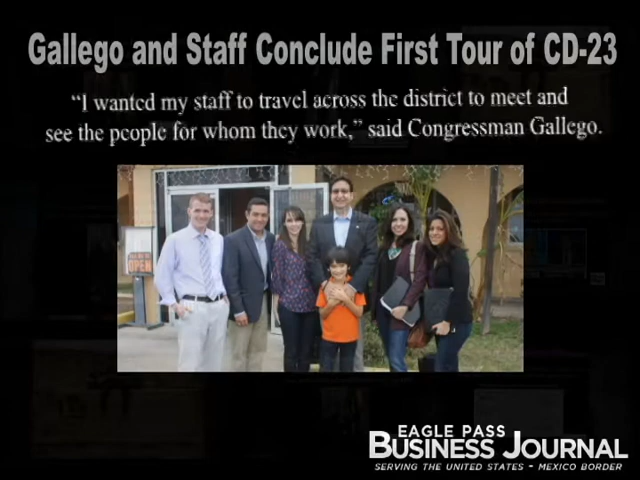 Gallego and Staff Conclude First Tour of CD-23
“I wanted my staff to travel across the district to meet and
see the people for whom they work,” said Congressman Gallego.
OPEN
EAGLE PASS
BUSINESS JOURNAL
SERVING THE UNITED STATES - MEXICO BORDER